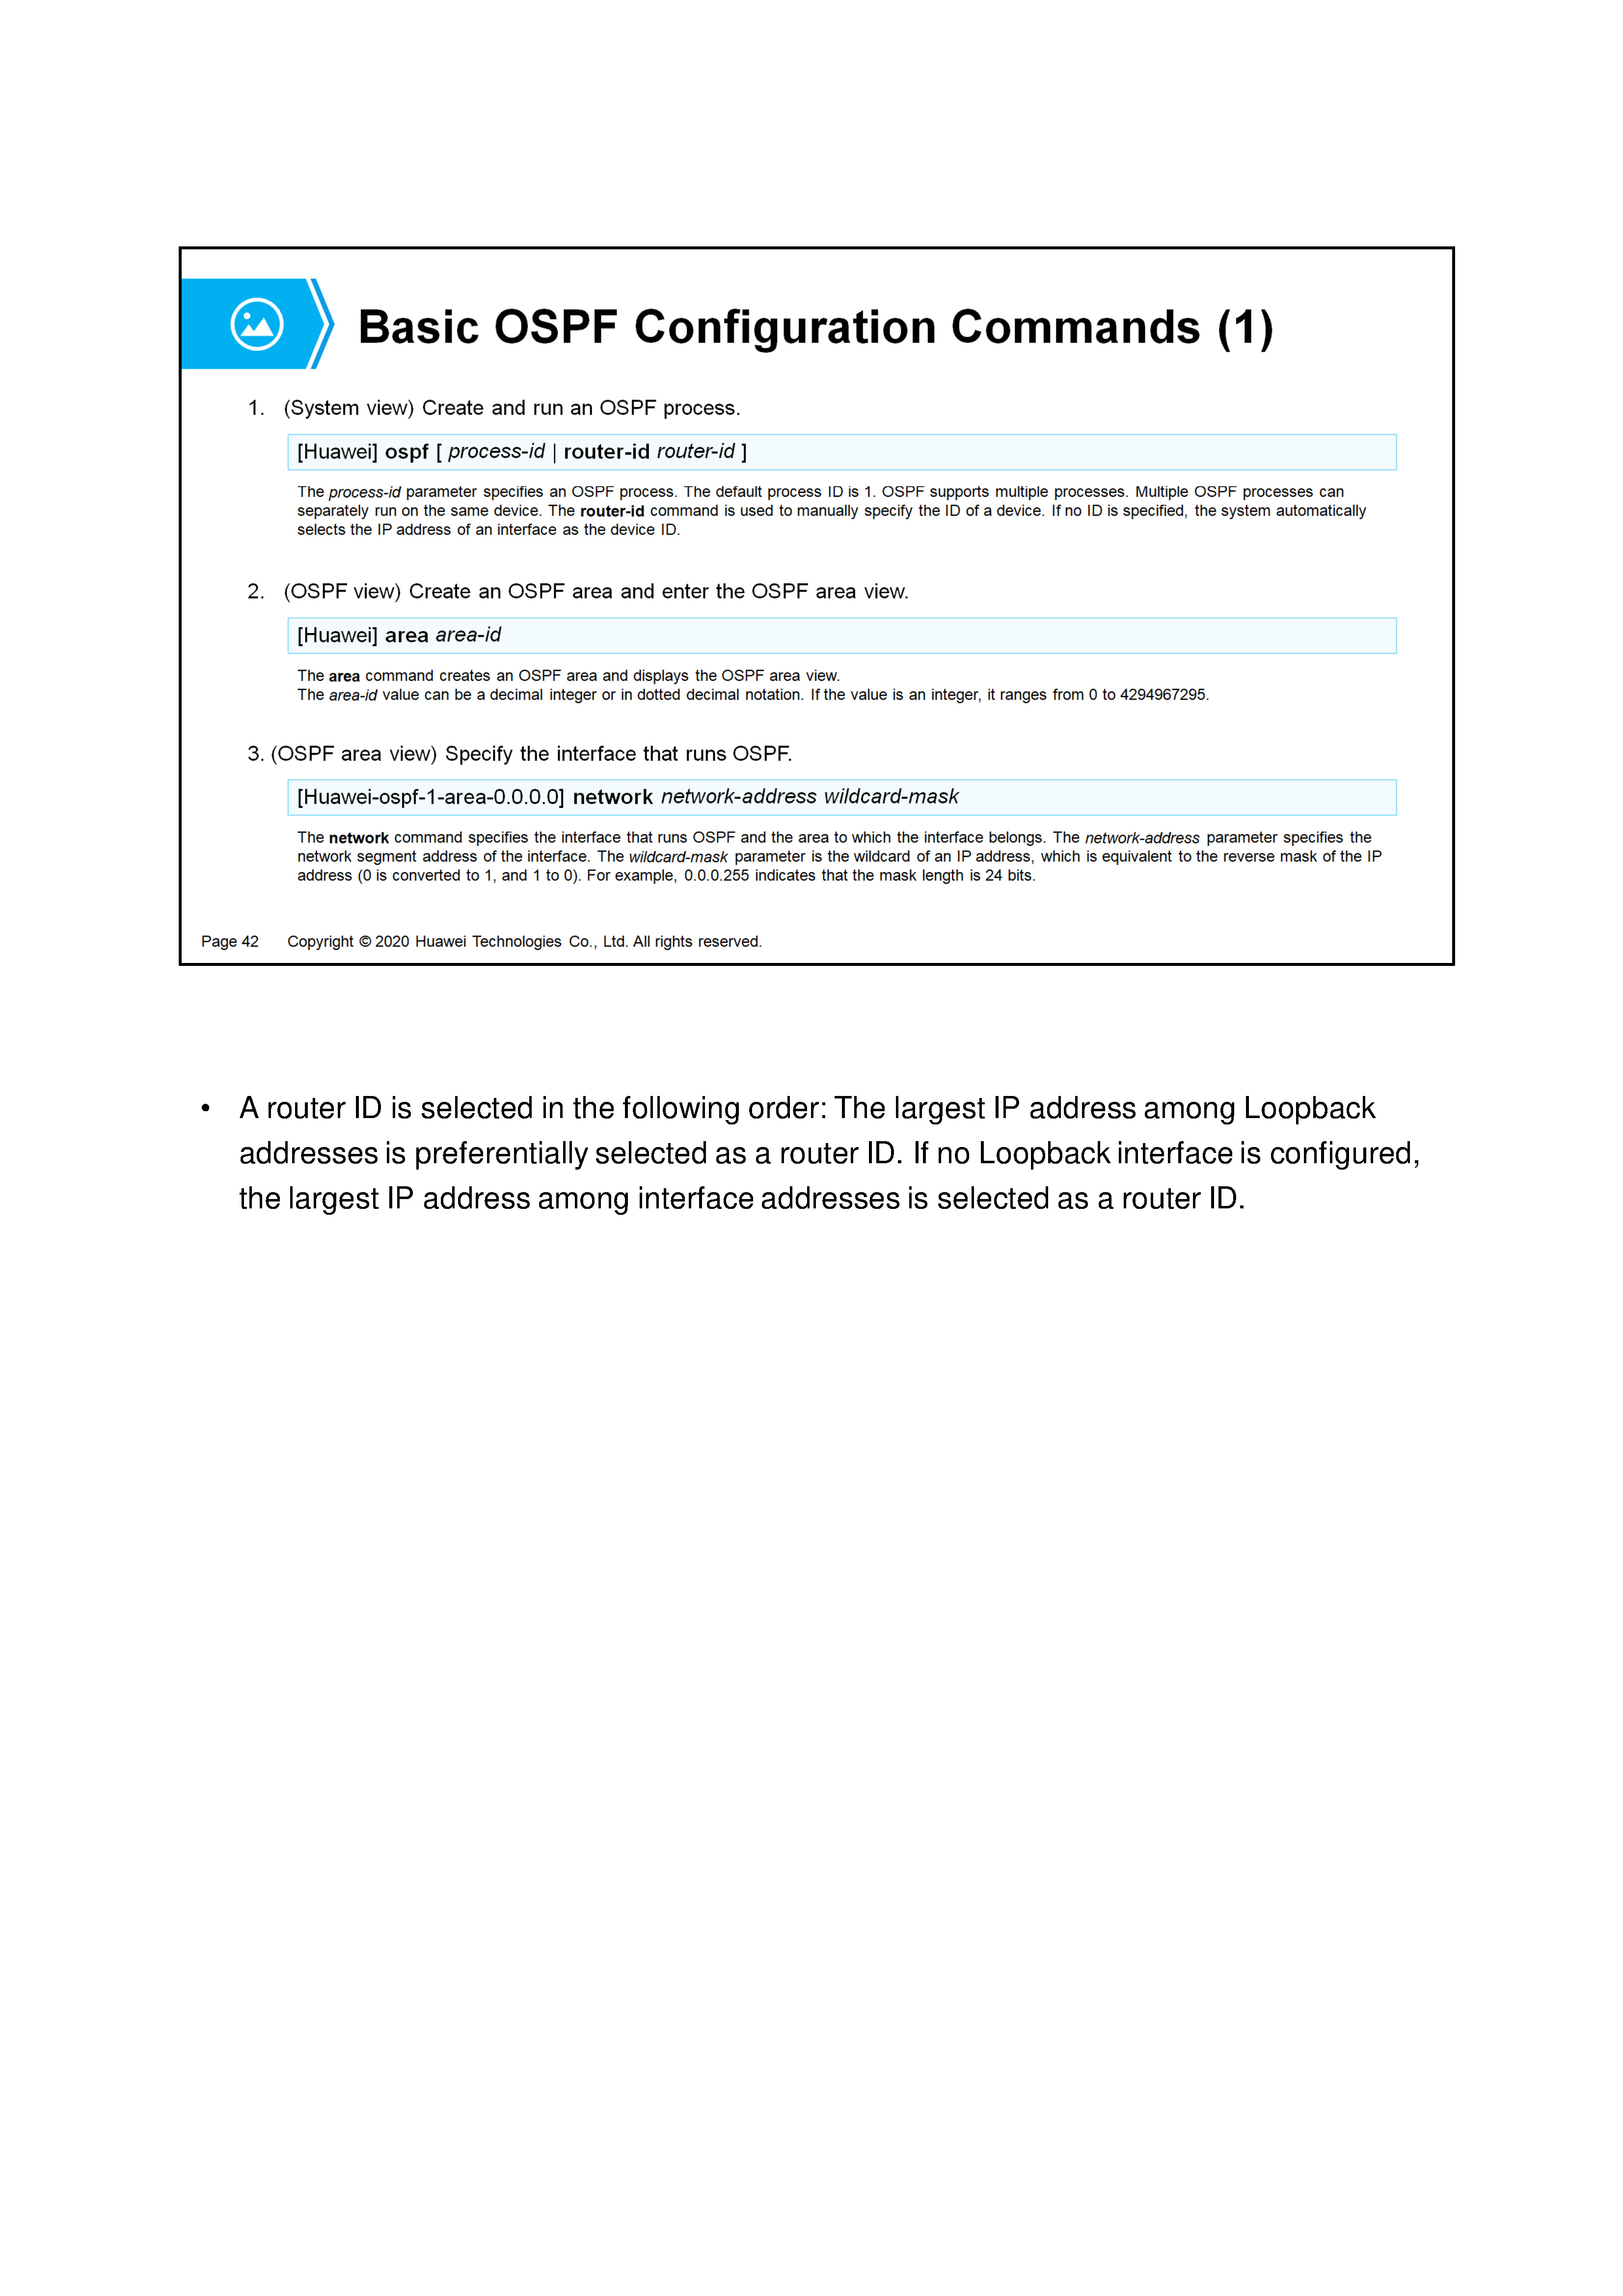 Basic OSPF Configuration Commands (1)
1. (System view) Create and run an OSPF process.
[Huawei] ospf [ process-id | router-id router-id ]
The process-id parameter specifies an OSPF process. The default process ID is 1. OSPF supports multiple processes. Multiple OSPF processes can
separately run on the same device. The router-id command is used to manually specify the ID of a device. If no ID is specified, the system automatically
selects the IP address of an interface as the device ID.
2. (OSPF view) Create an OSPF area and enter the OSPF area view.
[Huawei] area area-id
The area command creates an OSPF area and displays the OSPF area view.
The area-id value can be a decimal integer or in dotted decimal notation. If the value is an integer, it ranges from 0 to 4294967295.
3. (OSPF area view) Specify the interface that runs OSPF.
[Huawei-ospf-1-area-0.0.0.0] network network-address wildcard-mask
The network command specifies the interface that runs OSPF and the area to which the interface belongs. The network-address parameter specifies the
network segment address of the interface. The wildcard-mask parameter is the wildcard of an IP address, which is equivalent to the reverse mask of the IP
address (0 is converted to 1, and 1 to 0). For example, 0.0.0.255 indicates that the mask length is 24 bits.
Page 42 Copyright © 2020 Huawei Technologies Co., Ltd. All rights reserved.
• A router ID is selected in the following order: The largest IP address among Loopback
addresses is preferentially selected as a router ID. If no Loopback interface is configured,
the largest IP address among interface addresses is selected as a router ID.